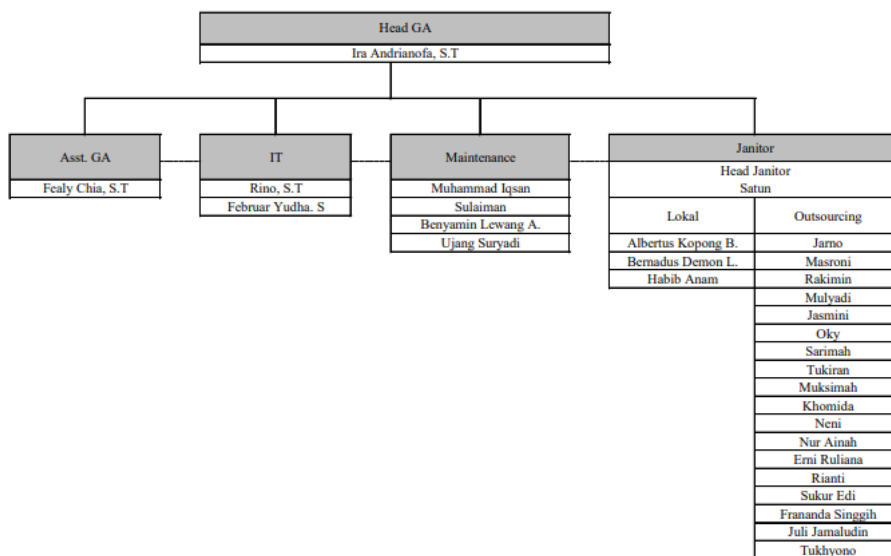 Head GA
Ira Andrianofa, S.T
Asst. GA
Fealy Chia, S.T
IT
Rino, S.T
Februar Yudha. S
Maintenance
Muhammad Iqsan
Sulaiman
Benyamin Lewang A.
Ujang Suryadi
Janitor
Head Janitor
Satun
Lokal
Albertus Kopong B.
Bernadus Demon L.
Habib Anam
Outsourcing
Jarno
Masroni
Rakimin
Mulyadi
Jasmini
Oky
Sarimah
Tukiran
Muksimah
Khomida
Neni
Nur Ainah
Erni Ruliana
Rianti
Sukur Edi
Frananda Singgih
Juli Jamaludin
Tukhyono